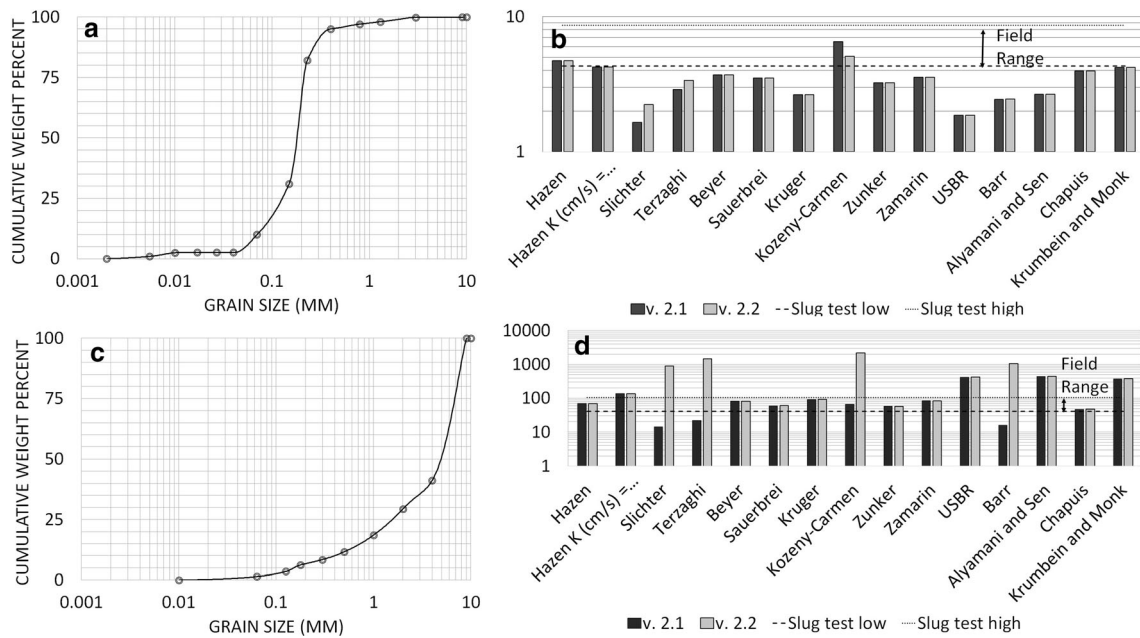 a
CUMULATIVE WEIGHT PERCENT
100
75
50
25
0
0.001
0.01
0.1
1
10
GRAIN SIZE (MM)
b
10
1
Field
Range
Hazen
Hazen K (cm/s) =...
Slichter
Terzaghi
Beyer
Sauerbrei
Kruger
Kozeny-Carmen
Zunker
Zamarin
USBR
Barr
Alyamani and Sen
Chapuis
Krumbein and Monk
v. 2.1
v. 2.2
Slug test low
Slug test high
c
CUMULATIVE WEIGHT PERCENT
100
75
50
25
0
0.001
0.01
0.1
1
10
GRAIN SIZE (MM)
d
10000
1000
100
10
1
Field
Range
Hazen
Hazen K (cm/s) =...
Slichter
Terzaghi
Beyer
Sauerbrei
Kruger
Kozeny-Carmen
Zunker
Zamarin
USBR
Barr
Alyamani and Sen
Chapuis
Krumbein and Monk
v. 2.1
v. 2.2
Slug test low
Slug test high